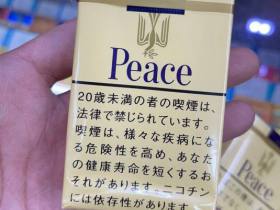 Peace
20歳未満の者の喫煙は、
法律で禁じられています。
喫煙は、様々な疾病にな
る危険性を高め、あなた
の健康寿命を短くするお
それがあります。ニコチン
には依存性があります